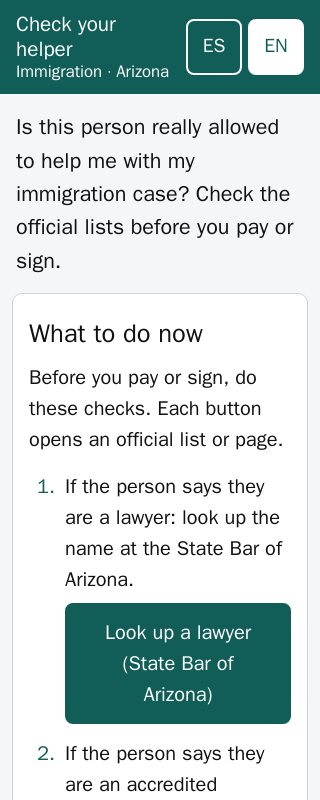 Check your
helper
Immigration · Arizona
ES
EN
Is this person really allowed
to help me with my
immigration case? Check the
official lists before you pay or
sign.
What to do now
Before you pay or sign, do
these checks. Each button
opens an official list or page.
1. If the person says they
are a lawyer: look up the
name at the State Bar of
Arizona.
Look up a lawyer
(State Bar of
Arizona)
2. If the person says they
are an accredited